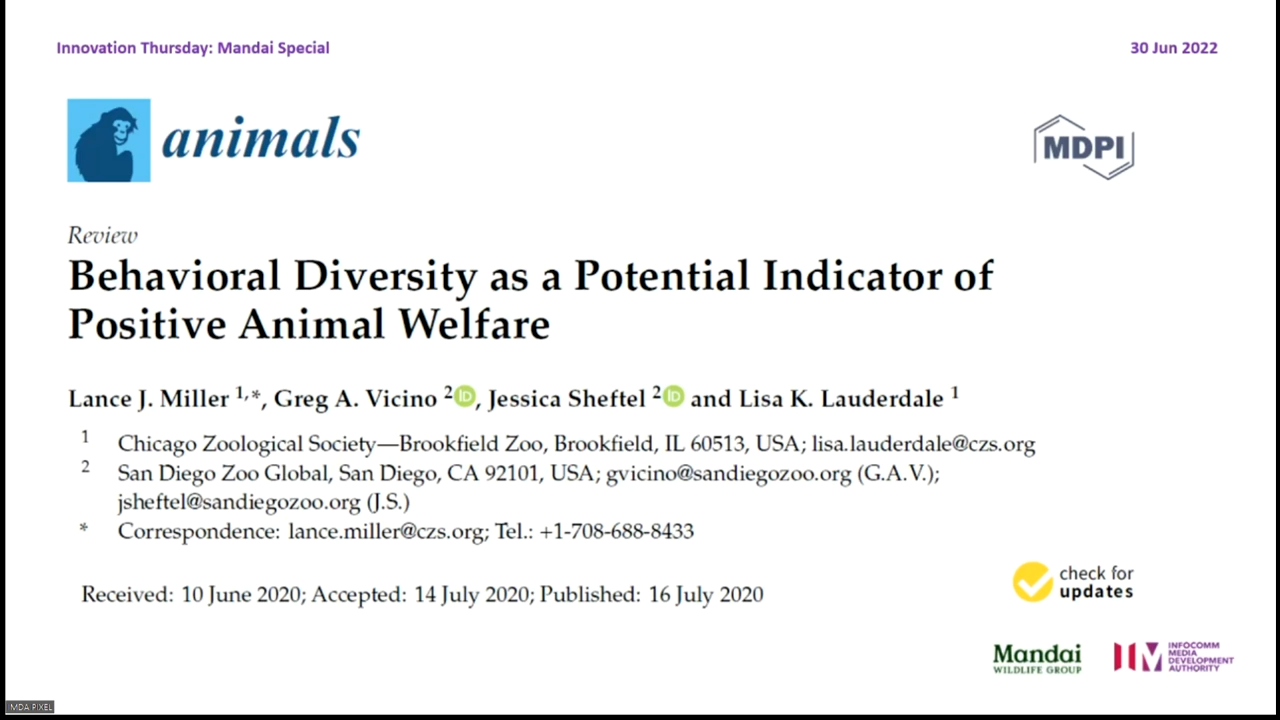 Innovation Thursday: Mandai Special
30 Jun 2022
animals
MDPI
Review
Behavioral Diversity as a Potential Indicator of
Positive Animal Welfare
Lance J. Miller 1,*, Greg A. Vicino 2 iD, Jessica Sheftel 2 iD and Lisa K. Lauderdale 1
1 Chicago Zoological Society—Brookfield Zoo, Brookfield, IL 60513, USA; lisa.lauderdale@czs.org
2 San Diego Zoo Global, San Diego, CA 92101, USA; gvicino@sandiegozoo.org (G.A.V.);
jsheftel@sandiegozoo.org (J.S.)
* Correspondence: lance.miller@czs.org; Tel.: +1-708-688-8433
Received: 10 June 2020; Accepted: 14 July 2020; Published: 16 July 2020
check for
updates
Mandai
WILDLIFE GROUP
INFOCOMM
MEDIA
DEVELOPMENT
AUTHORITY
IMDA PIXEL